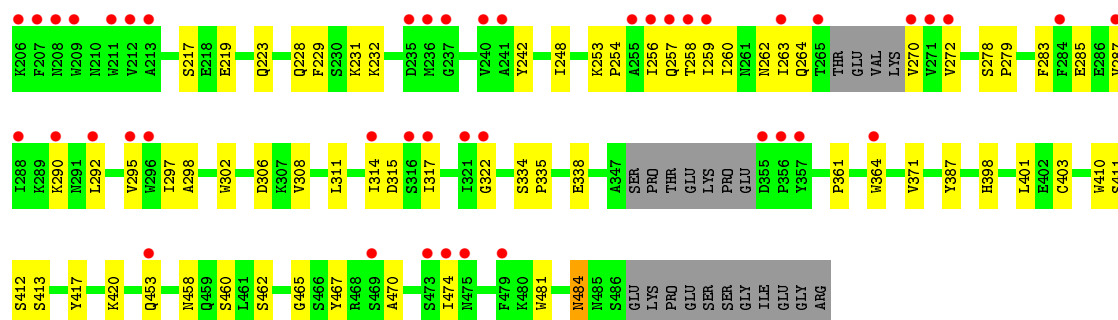 K206 F207 N208 W209 N210 W211 V212 A213 S217 E218 E219 Q223 Q228 F229 S230 K231 K232 D235 M236 G237 V240 A241 Y242 I248 K253 P254 A255 I256 Q257 T258 I259 I260 N261 N262 I263 Q264 T265 THR GLU VAL LYS V270 V271 V272 S278 P279 F283 F284 E285 E286 V287
I288 K289 K290 N291 L292 V295 W296 I297 A298 W302 D306 K307 V308 L311 I314 D315 S316 I317 I321 G322 S334 P335 E338 A347 SER PRO THR GLU LYS PRO GLU D355 P356 Y357 P361 W364 V371 Y387 H398 L401 E402 C403 W410 S411
S412 S413 Y417 K420 Q453 N458 Q459 S460 L461 S462 G465 S466 Y467 R468 S469 A470 S473 I474 N475 F479 K480 W481 N484 N485 S486 GLU LYS PRO GLU SER SER GLY ILE GLU GLY ARG